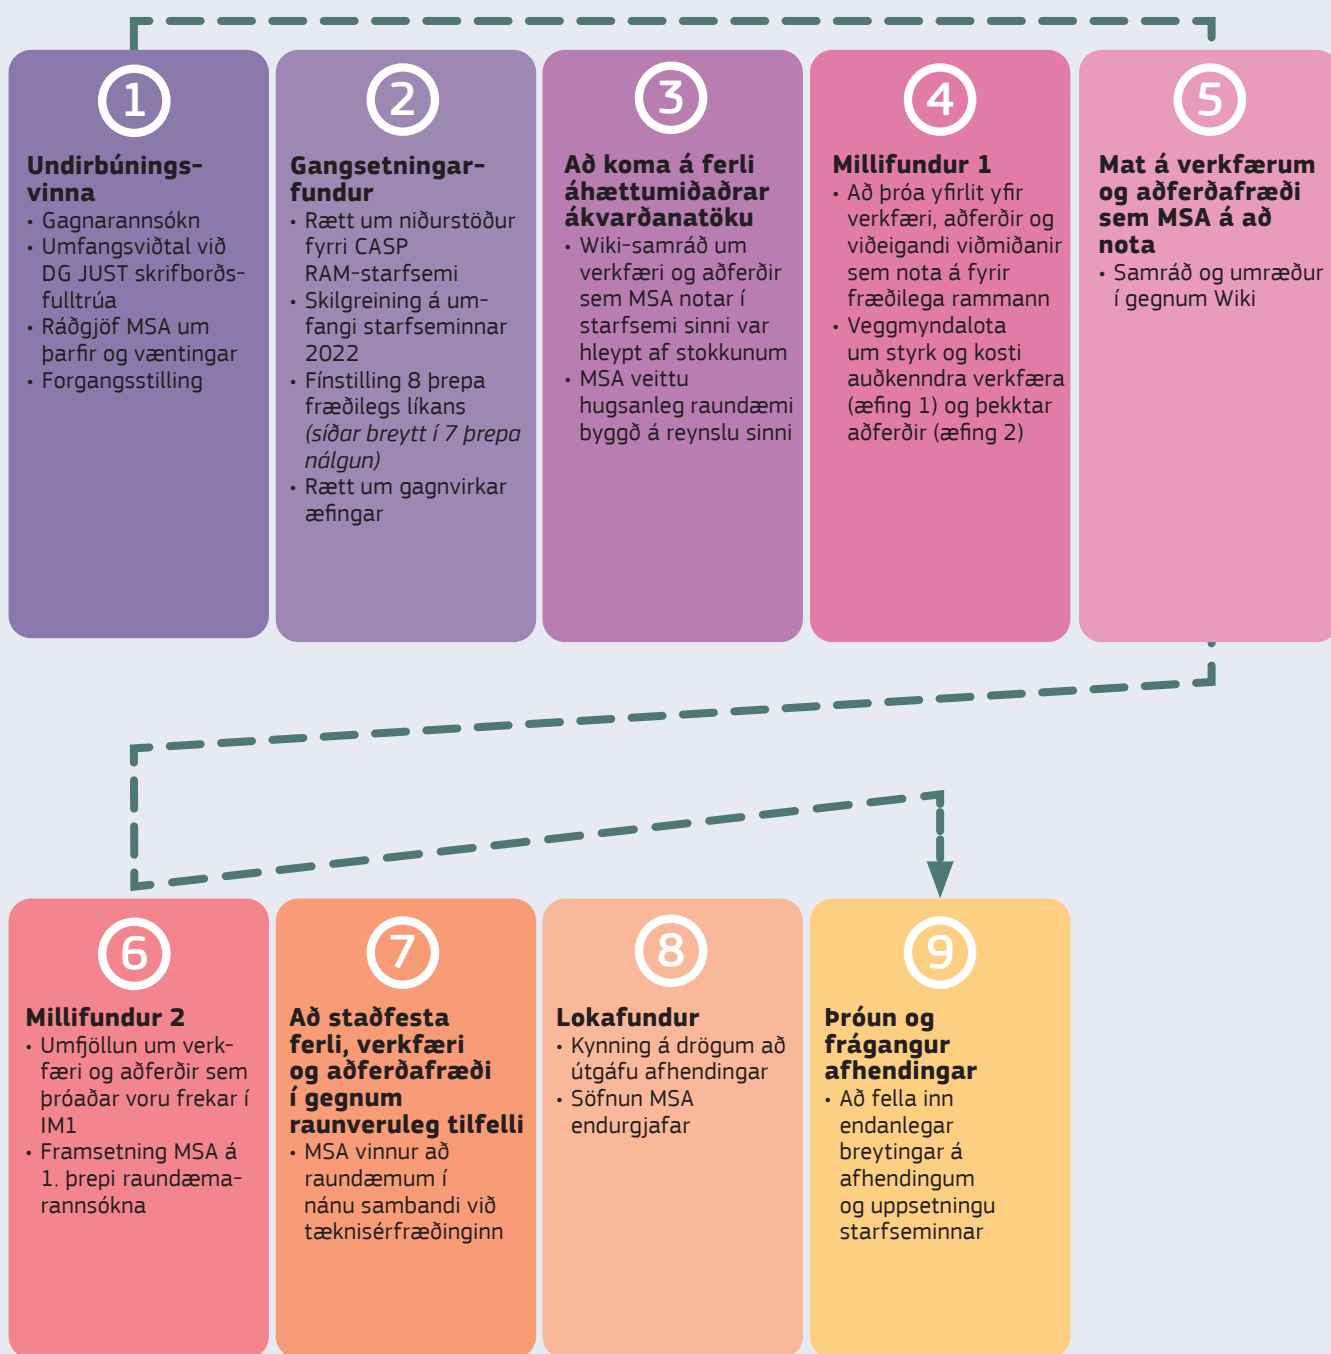 1
Undirbúnings-
vinna
• Gagnarannsókn
• Umfangsviðtal við
DG JUST skrifborðs-
fulltrúa
• Ráðgjöf MSA um
þarfir og væntingar
• Forgangsstilling
2
Gangsetningar-
fundur
• Rætt um niðurstöður
fyrri CASP
RAM-starfsemi
• Skilgreining á um-
fangi starfseminnar
2022
• Fínstilling 8 þrepa
fræðilegs líkans
(síðar breytt í 7 þrepa
nálgun)
• Rætt um gagnvirkar
æfingar
3
Að koma á ferli
áhættumiðaðrar
ákvarðanatöku
• Wiki-samráð um
verkfæri og aðferðir
sem MSA notar í
starfsemi sinni var
hleypt af stokkunum
• MSA veittu
hugsanleg raundæmi
byggð á reynslu sinni
4
Millifundur 1
• Að þróa yfirlit yfir
verkfæri, aðferðir og
viðeigandi viðmiðanir
sem nota á fyrir
fræðilega rammann
• Veggmyndalota
um styrk og kosti
auðkenndra verkfæra
(æfing 1) og þekktar
aðferðir (æfing 2)
5
Mat á verkfærum
og aðferðafræði
sem MSA á að
nota
• Samráð og umræður
í gegnum Wiki
6
Millifundur 2
• Umfjöllun um verk-
færi og aðferðir sem
þróaðar voru frekar í
IM1
• Framsetning MSA á
1. þrepi raundæma-
rannsókna
7
Að staðfesta
ferli, verkfæri
og aðferðafræði
í gegnum
raunveruleg tilfelli
• MSA vinnur að
raundæmum í
nánu sambandi við
tæknisérfræðinginn
8
Lokafundur
• Kynning á drögum að
útgáfu afhendingar
• Söfnun MSA
endurgjafar
9
Þróun og
frágangur
afhendingar
• Að fella inn
endanlegar
breytingar á
afhendingum
og uppsetningu
starfseminnar